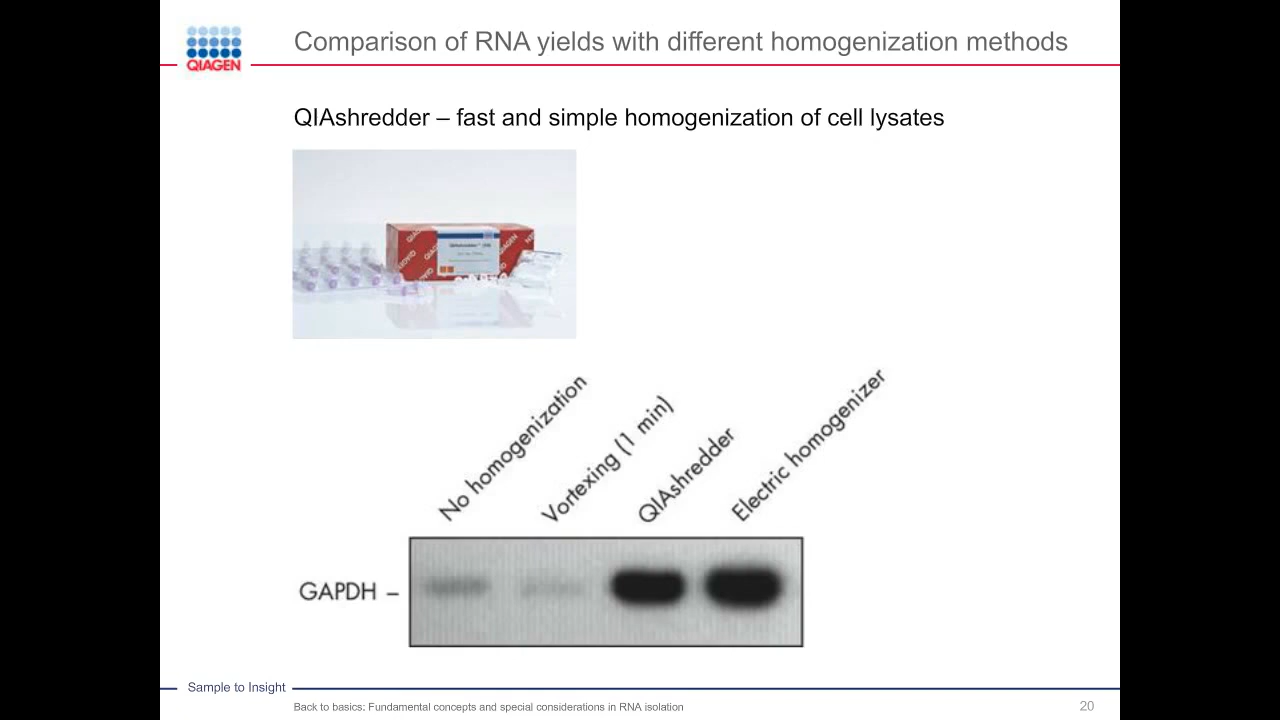 QIAGEN
Comparison of RNA yields with different homogenization methods
QIAshredder – fast and simple homogenization of cell lysates
QIAGEN
No homogenization
Vortexing (1 min)
QIAshredder
Electric homogenizer
GAPDH –
Sample to Insight
Back to basics: Fundamental concepts and special considerations in RNA isolation
20